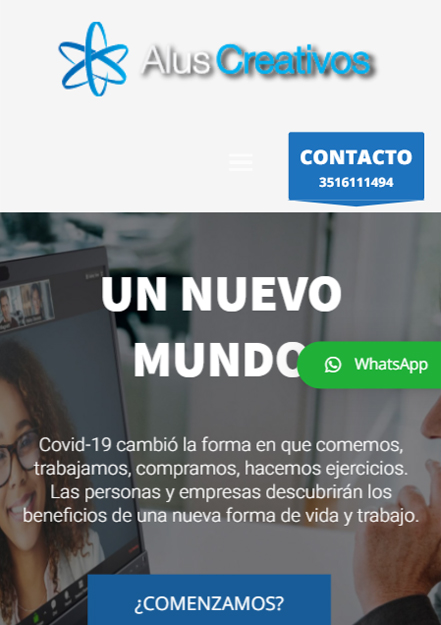 Alus Creativos
CONTACTO
3516111494
UN NUEVO
MUNDO
WhatsApp
Covid-19 cambió la forma en que comemos,
trabajamos, compramos, hacemos ejercicios.
Las personas y empresas descubrirán los
beneficios de una nueva forma de vida y trabajo.
¿COMENZAMOS?